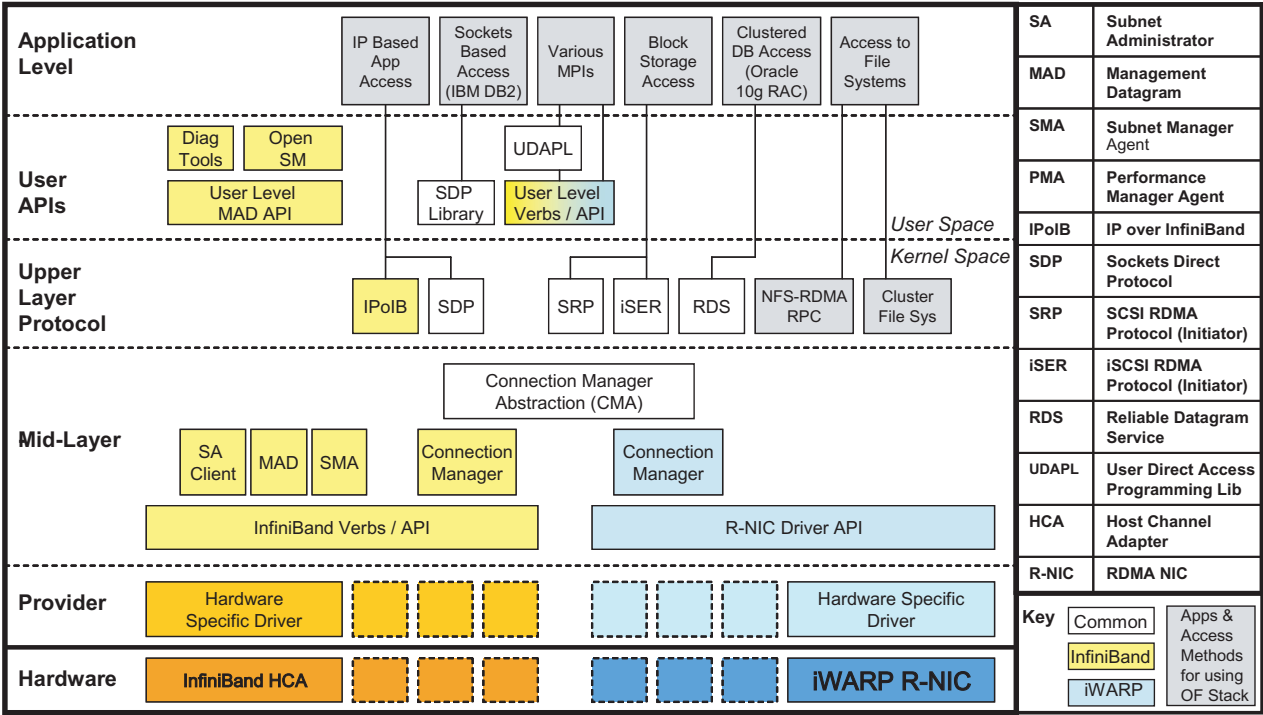 Application
Level
IP Based
App
Access
Sockets
Based
Access
(IBM DB2)
Various
MPIs
Block
Storage
Access
Clustered
DB Access
(Oracle
10g RAC)
Access to
File
Systems
User
APIs
Diag
Tools
Open
SM
User Level
MAD API
UDAPL
SDP
Library
User Level
Verbs / API
User Space
Kernel Space
Upper
Layer
Protocol
IPoIB
SDP
SRP
iSER
RDS
NFS-RDMA
RPC
Cluster
File Sys
Mid-Layer
Connection Manager
Abstraction (CMA)
SA
Client
MAD
SMA
Connection
Manager
Connection
Manager
InfiniBand Verbs / API
R-NIC Driver API
Provider
Hardware
Specific Driver
Hardware Specific
Driver
Hardware
InfiniBand HCA
iWARP R-NIC
SA
Subnet
Administrator
MAD
Management
Datagram
SMA
Subnet Manager
Agent
PMA
Performance
Manager Agent
IPoIB
IP over InfiniBand
SDP
Sockets Direct
Protocol
SRP
SCSI RDMA
Protocol (Initiator)
iSER
iSCSI RDMA
Protocol (Initiator)
RDS
Reliable Datagram
Service
UDAPL
User Direct Access
Programming Lib
HCA
Host Channel
Adapter
R-NIC
RDMA NIC
Key
Common
InfiniBand
iWARP
Apps &
Access
Methods
for using
OF Stack